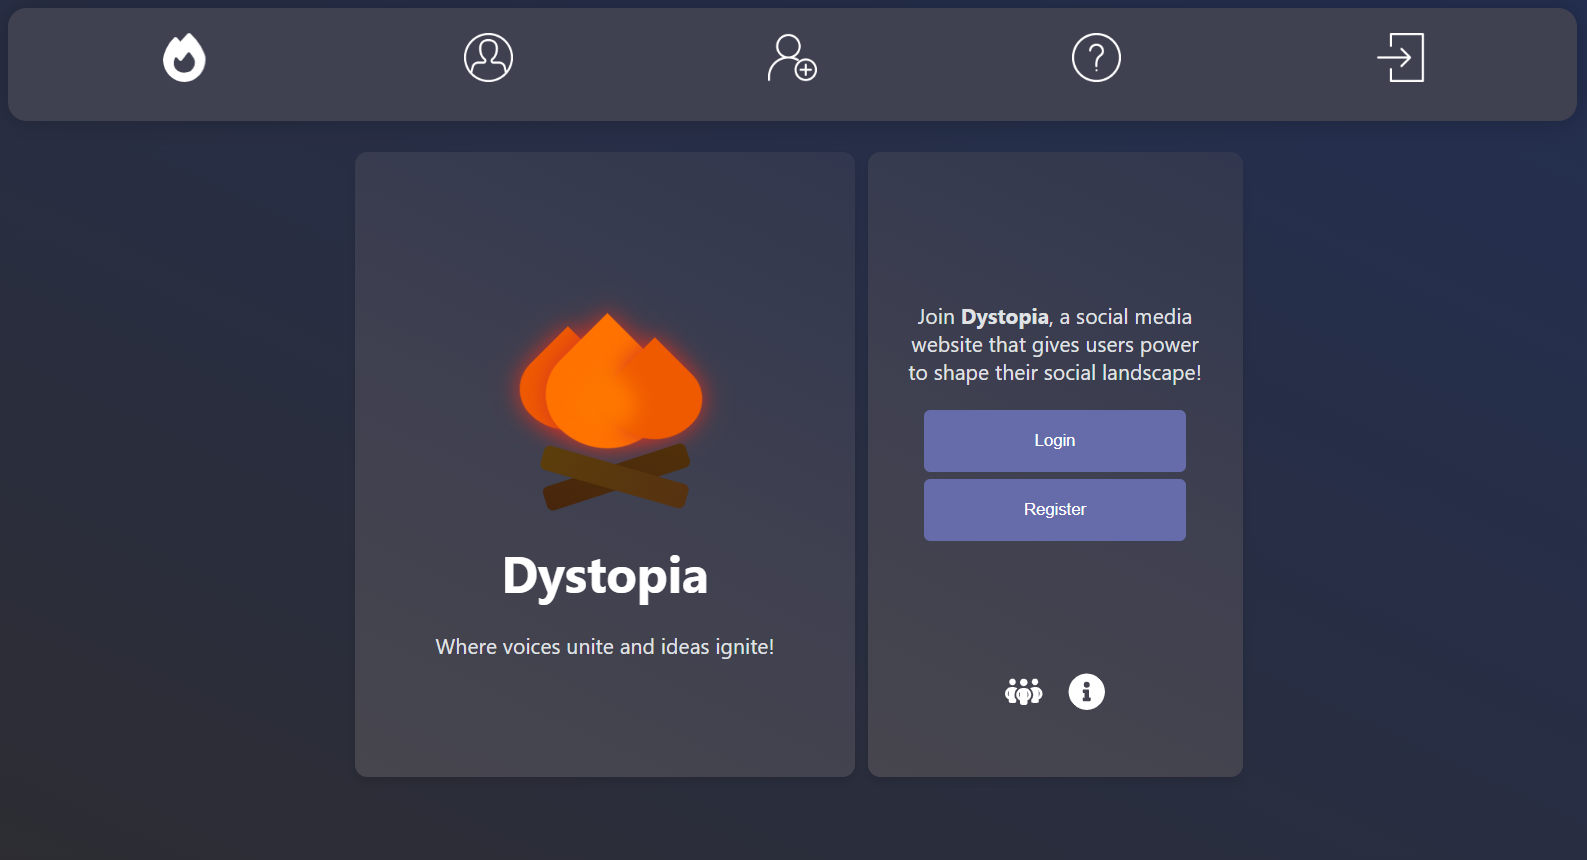 Dystopia
Where voices unite and ideas ignite!
Join Dystopia, a social media
website that gives users power
to shape their social landscape!
Login
Register